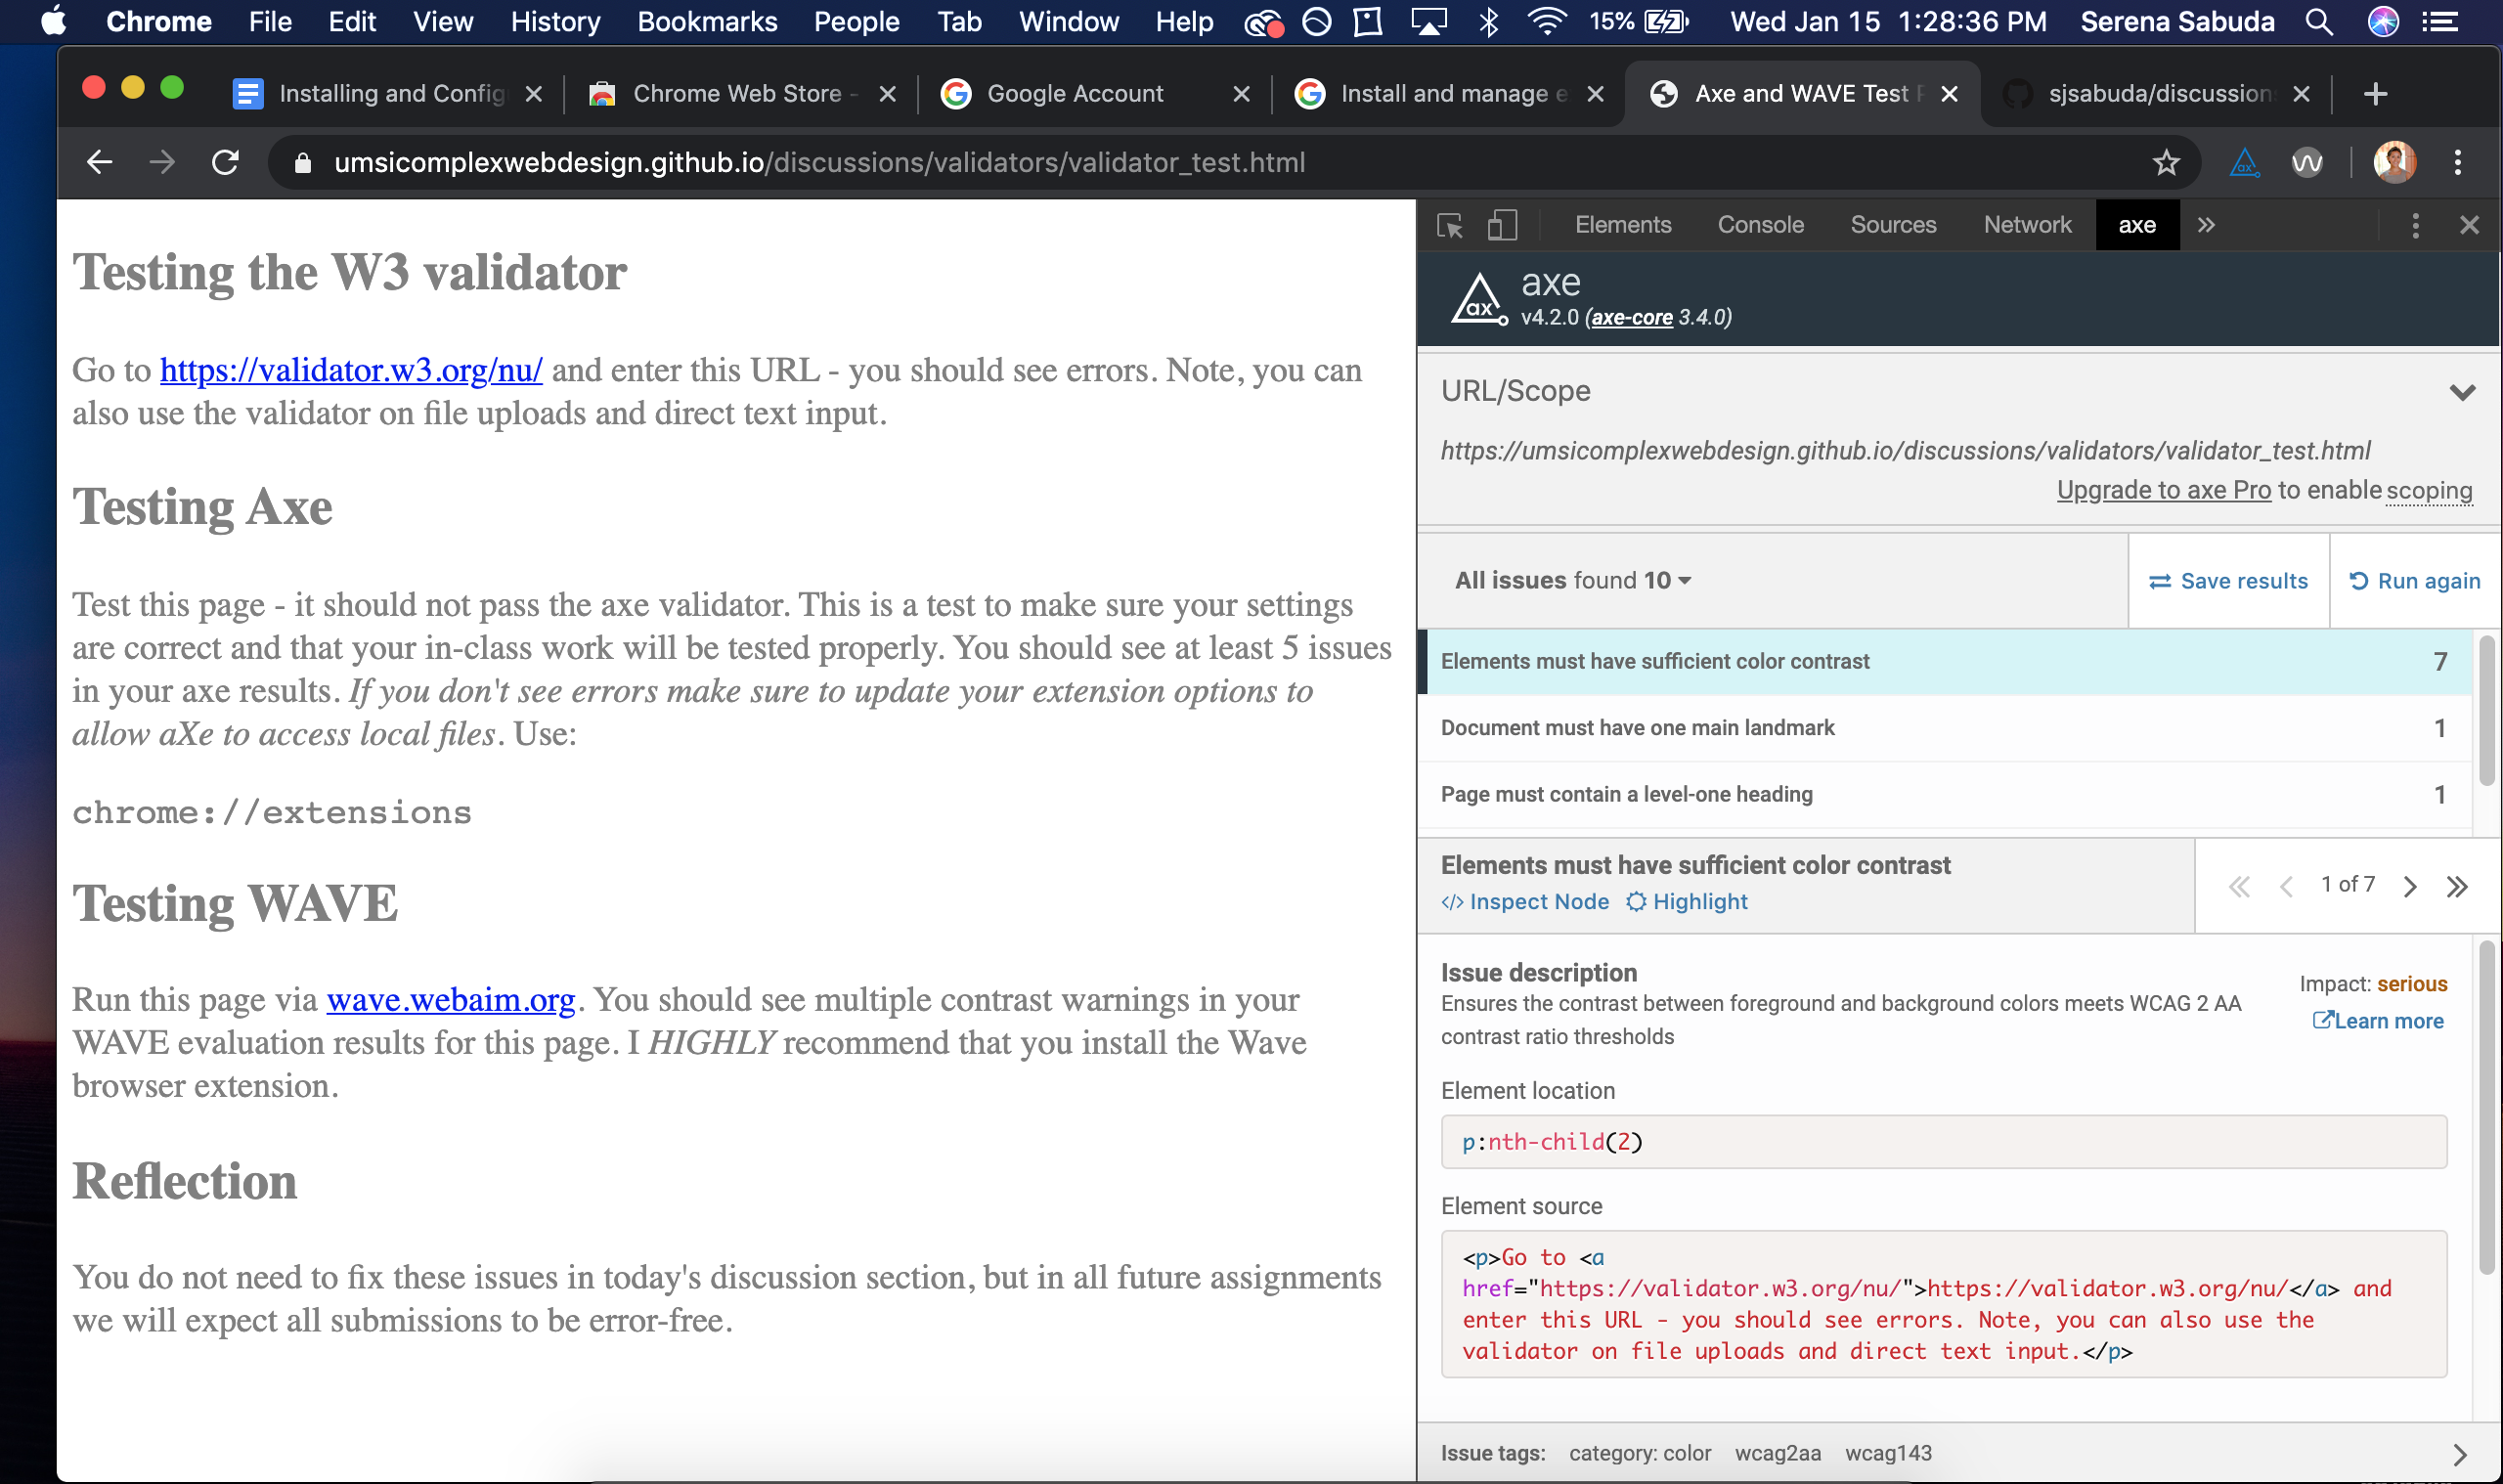 Chrome File Edit View History Bookmarks People Tab Window Help 15% Wed Jan 15 1:28:36 PM Serena Sabuda
Installing and Config Chrome Web Store - Google Account Install and manage e Axe and WAVE Test P sjsabuda/discussion
umsicomplexwebdesign.github.io/discussions/validators/validator_test.html
Testing the W3 validator
Go to https://validator.w3.org/nu/ and enter this URL - you should see errors. Note, you can
also use the validator on file uploads and direct text input.
Testing Axe
Test this page - it should not pass the axe validator. This is a test to make sure your settings
are correct and that your in-class work will be tested properly. You should see at least 5 issues
in your axe results. If you don't see errors make sure to update your extension options to
allow aXe to access local files. Use:
chrome://extensions
Testing WAVE
Run this page via wave.webaim.org. You should see multiple contrast warnings in your
WAVE evaluation results for this page. I HIGHLY recommend that you install the Wave
browser extension.
Reflection
You do not need to fix these issues in today's discussion section, but in all future assignments
we will expect all submissions to be error-free.
Elements Console Sources Network axe
ax axe
v4.2.0 (axe-core 3.4.0)
URL/Scope
https://umsicomplexwebdesign.github.io/discussions/validators/validator_test.html
Upgrade to axe Pro to enable scoping
All issues found 10 Save results Run again
Elements must have sufficient color contrast 7
Document must have one main landmark 1
Page must contain a level-one heading 1
Elements must have sufficient color contrast
</> Inspect Node Highlight 1 of 7
Issue description
Impact: serious
Ensures the contrast between foreground and background colors meets WCAG 2 AA
contrast ratio thresholds
Learn more
Element location
p:nth-child(2)
Element source
<p>Go to <a
href="https://validator.w3.org/nu/">https://validator.w3.org/nu/</a> and
enter this URL - you should see errors. Note, you can also use the
validator on file uploads and direct text input.</p>
Issue tags: category: color wcag2aa wcag143